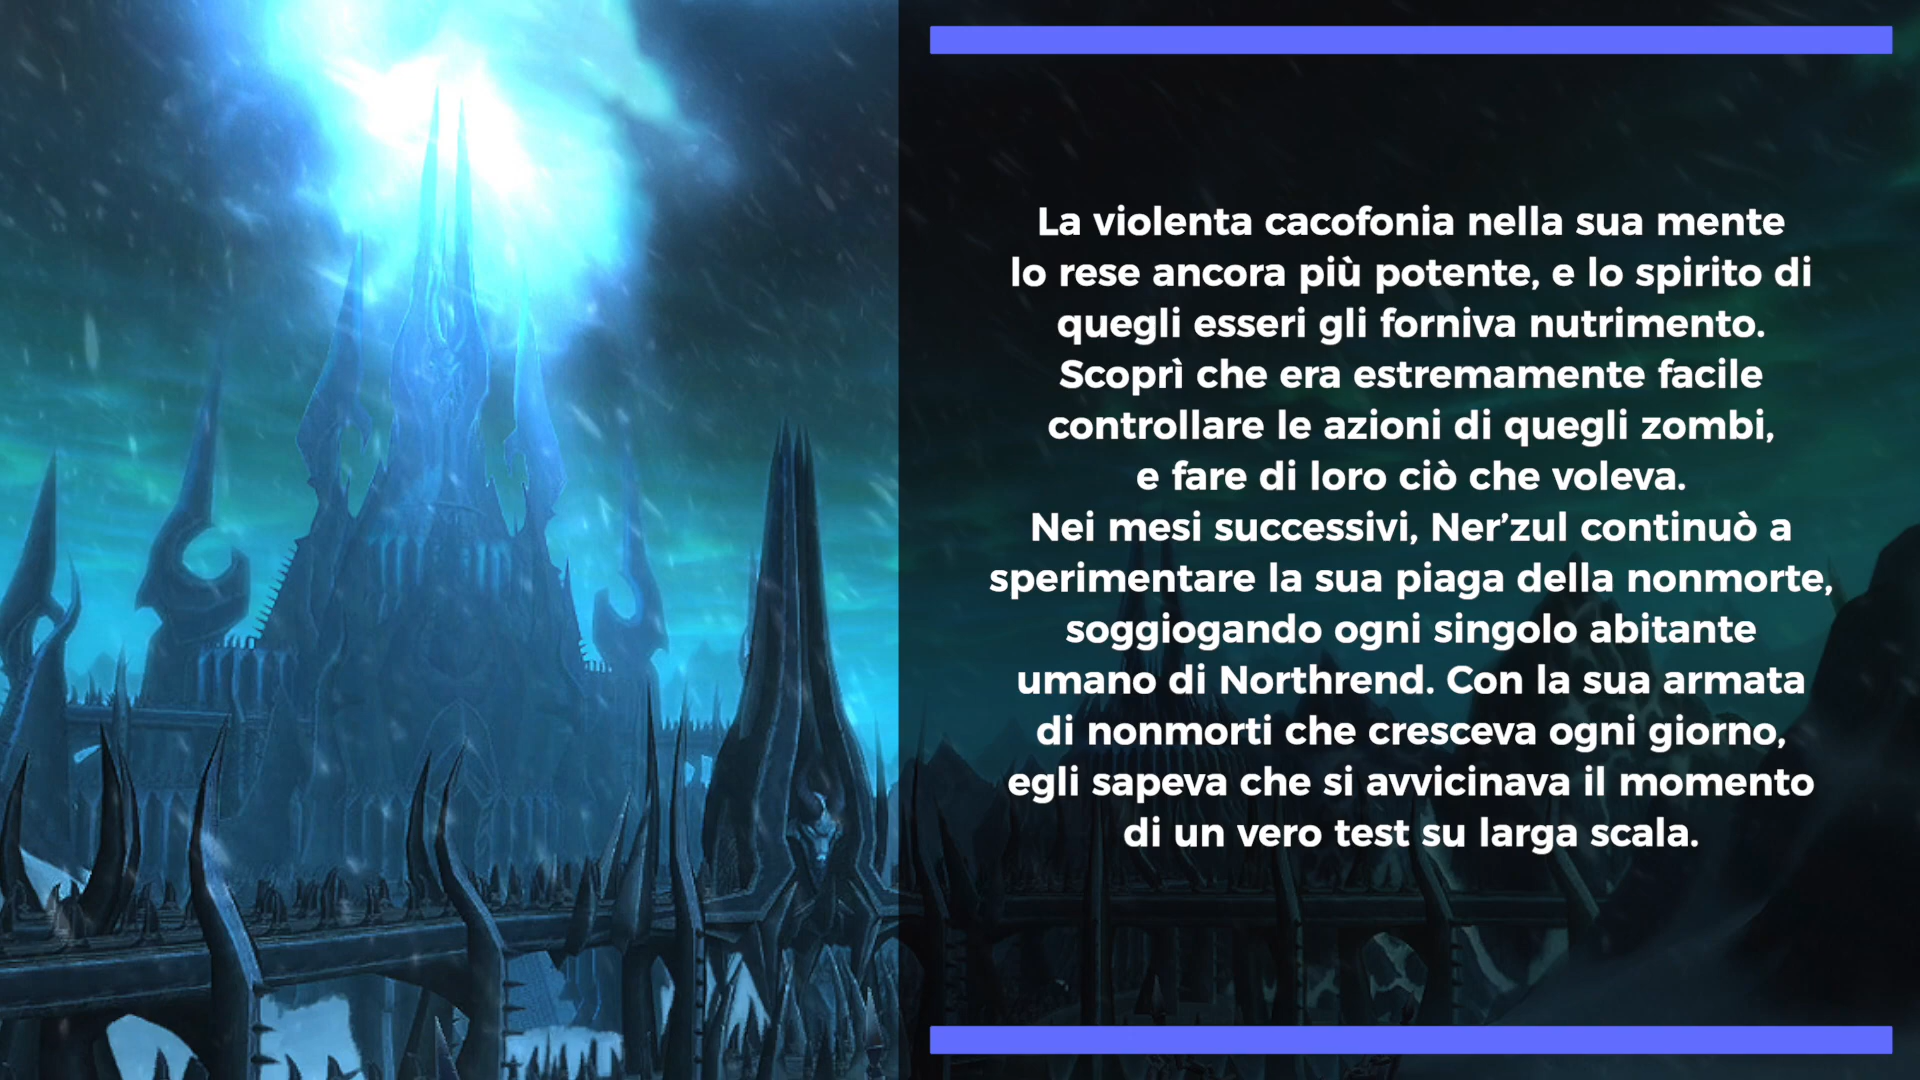 La violenta cacofonia nella sua mente
lo rese ancora più potente, e lo spirito di
quegli esseri gli forniva nutrimento.
Scoprì che era estremamente facile
controllare le azioni di quegli zombi,
e fare di loro ciò che voleva.
Nei mesi successivi, Ner’zul continuò a
sperimentare la sua piaga della nonmorte,
soggiogando ogni singolo abitante
umano di Northrend. Con la sua armata
di nonmorti che cresceva ogni giorno,
egli sapeva che si avvicinava il momento
di un vero test su larga scala.